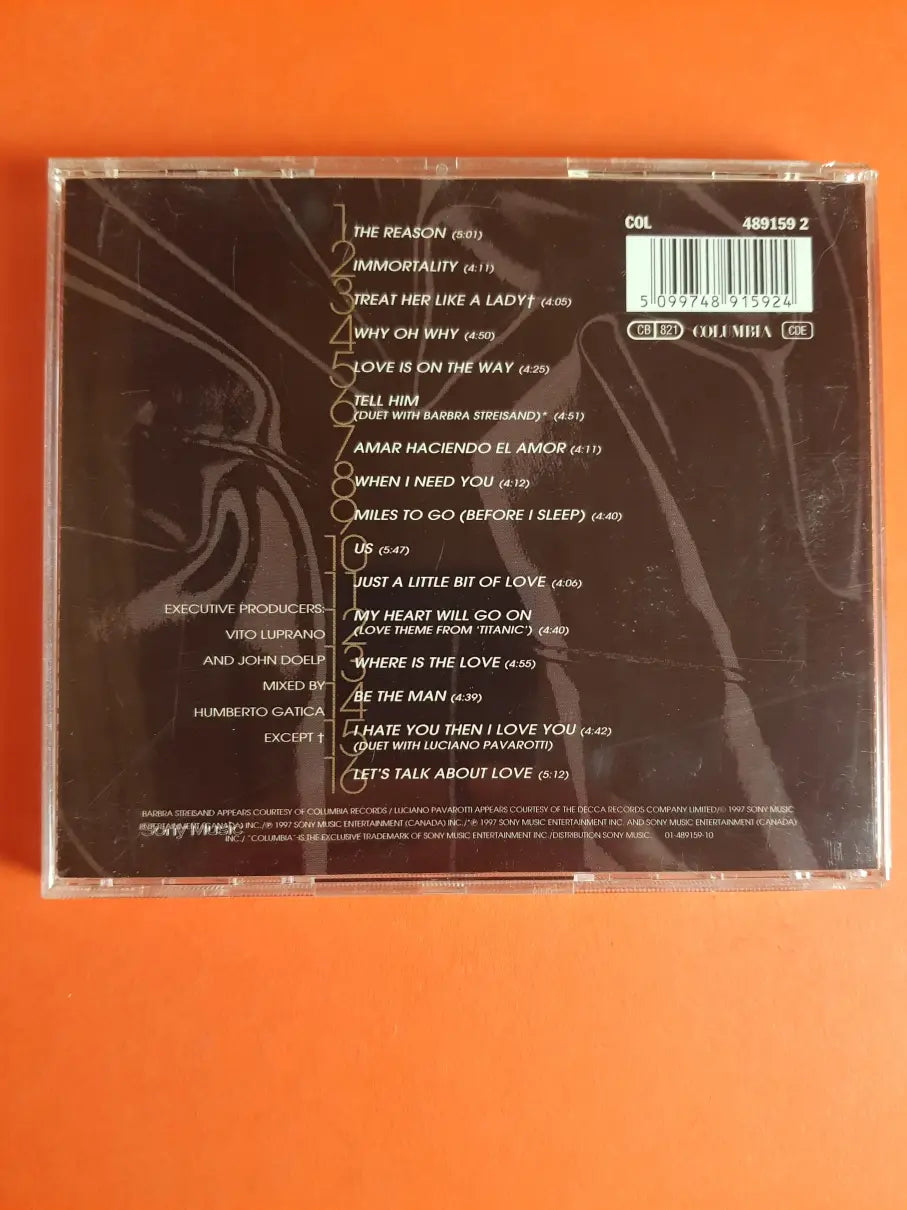 COL 489159 2
5 099748 915924
CB 821 COLUMBIA CDE
1 THE REASON (5:01)
2 IMMORTALITY (4:11)
3 TREAT HER LIKE A LADY† (4:05)
4 WHY OH WHY (4:50)
5 LOVE IS ON THE WAY (4:25)
6 TELL HIM
(DUET WITH BARBRA STREISAND)* (4:51)
7 AMAR HACIENDO EL AMOR (4:11)
8 WHEN I NEED YOU (4:12)
9 MILES TO GO (BEFORE I SLEEP) (4:40)
10 US (5:47)
11 JUST A LITTLE BIT OF LOVE (4:06)
12 MY HEART WILL GO ON
(LOVE THEME FROM 'TITANIC') (4:40)
13 WHERE IS THE LOVE (4:55)
14 BE THE MAN (4:39)
15 I HATE YOU THEN I LOVE YOU (4:42)
(DUET WITH LUCIANO PAVAROTTI)
16 LET'S TALK ABOUT LOVE (5:12)
EXECUTIVE PRODUCERS:
VITO LUPRANO
AND JOHN DOELP
MIXED BY
HUMBERTO GATICA
EXCEPT †
BARBRA STREISAND APPEARS COURTESY OF COLUMBIA RECORDS / LUCIANO PAVAROTTI APPEARS COURTESY OF THE DECCA RECORDS COMPANY LIMITED/© 1997 SONY MUSIC
ENTERTAINMENT (CANADA) INC./℗ 1997 SONY MUSIC ENTERTAINMENT (CANADA) INC./*℗ 1997 SONY MUSIC ENTERTAINMENT INC. AND SONY MUSIC ENTERTAINMENT (CANADA)
INC./ "COLUMBIA" IS THE EXCLUSIVE TRADEMARK OF SONY MUSIC ENTERTAINMENT INC./DISTRIBUTION SONY MUSIC. 01-489159-10
Sony Music